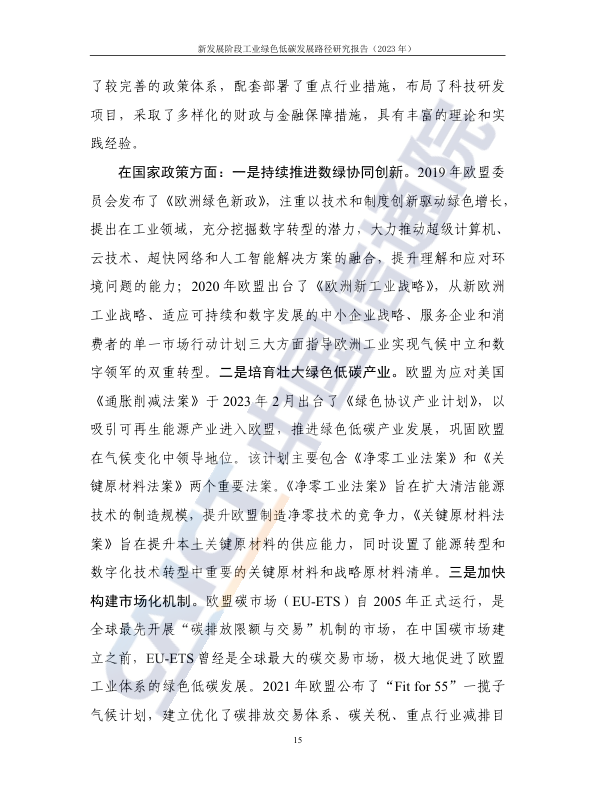 新发展阶段工业绿色低碳发展路径研究报告（2023 年）
了较完善的政策体系，配套部署了重点行业措施，布局了科技研发
项目，采取了多样化的财政与金融保障措施，具有丰富的理论和实
践经验。
在国家政策方面：一是持续推进数绿协同创新。2019 年欧盟委
员会发布了《欧洲绿色新政》，注重以技术和制度创新驱动绿色增长，
提出在工业领域，充分挖掘数字转型的潜力，大力推动超级计算机、
云技术、超快网络和人工智能解决方案的融合，提升理解和应对环
境问题的能力；2020 年欧盟出台了《欧洲新工业战略》，从新欧洲
工业战略、适应可持续和数字发展的中小企业战略、服务企业和消
费者的单一市场行动计划三大方面指导欧洲工业实现气候中立和数
字领军的双重转型。二是培育壮大绿色低碳产业。欧盟为应对美国
《通胀削减法案》于 2023 年 2 月出台了《绿色协议产业计划》，以
吸引可再生能源产业进入欧盟，推进绿色低碳产业发展，巩固欧盟
在气候变化中领导地位。该计划主要包含《净零工业法案》和《关
键原材料法案》两个重要法案。《净零工业法案》旨在扩大清洁能源
技术的制造规模，提升欧盟制造净零技术的竞争力，《关键原材料法
案》旨在提升本土关键原材料的供应能力，同时设置了能源转型和
数字化技术转型中重要的关键原材料和战略原材料清单。三是加快
构建市场化机制。欧盟碳市场（EU-ETS）自 2005 年正式运行，是
全球最先开展“碳排放限额与交易”机制的市场，在中国碳市场建
立之前，EU-ETS 曾经是全球最大的碳交易市场，极大地促进了欧盟
工业体系的绿色低碳发展。2021 年欧盟公布了“Fit for 55”一揽子
气候计划，建立优化了碳排放交易体系、碳关税、重点行业减排目
15
CAICT 中国信通院